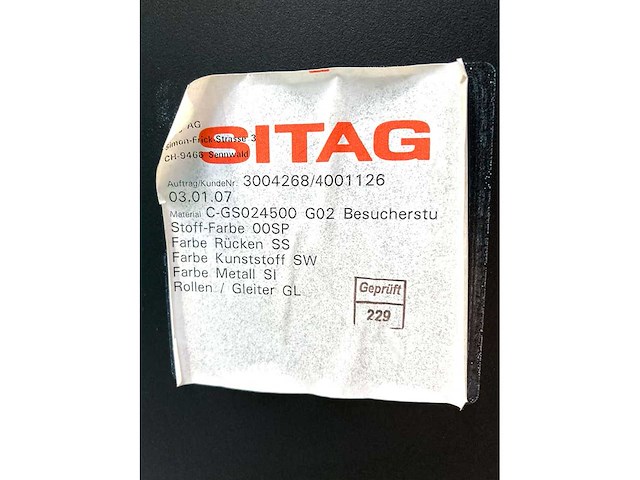 AG
SITAG
Simon-Frick-Strasse 3
CH-9466 Sennwald
Auftrag/KundeNr. 3004268/4001126
03.01.07
Material C-GS024500 G02 Besucherstu
Stoff-Farbe 00SP
Farbe Rücken SS
Farbe Kunststoff SW
Farbe Metall SI
Rollen / Gleiter GL
Geprüft
229